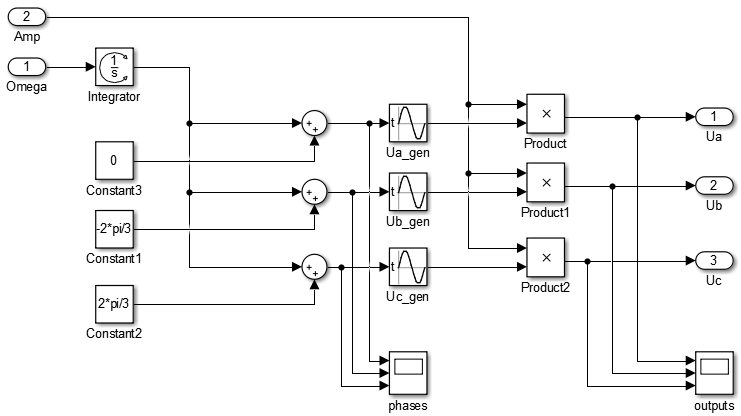 2
Amp
1
Omega
1
s
Integrator
+
+
t
Ua_gen
×
Product
1
Ua
0
Constant3
+
+
t
Ub_gen
×
Product1
2
Ub
-2*pi/3
Constant1
+
+
t
Uc_gen
×
Product2
3
Uc
2*pi/3
Constant2
phases
outputs